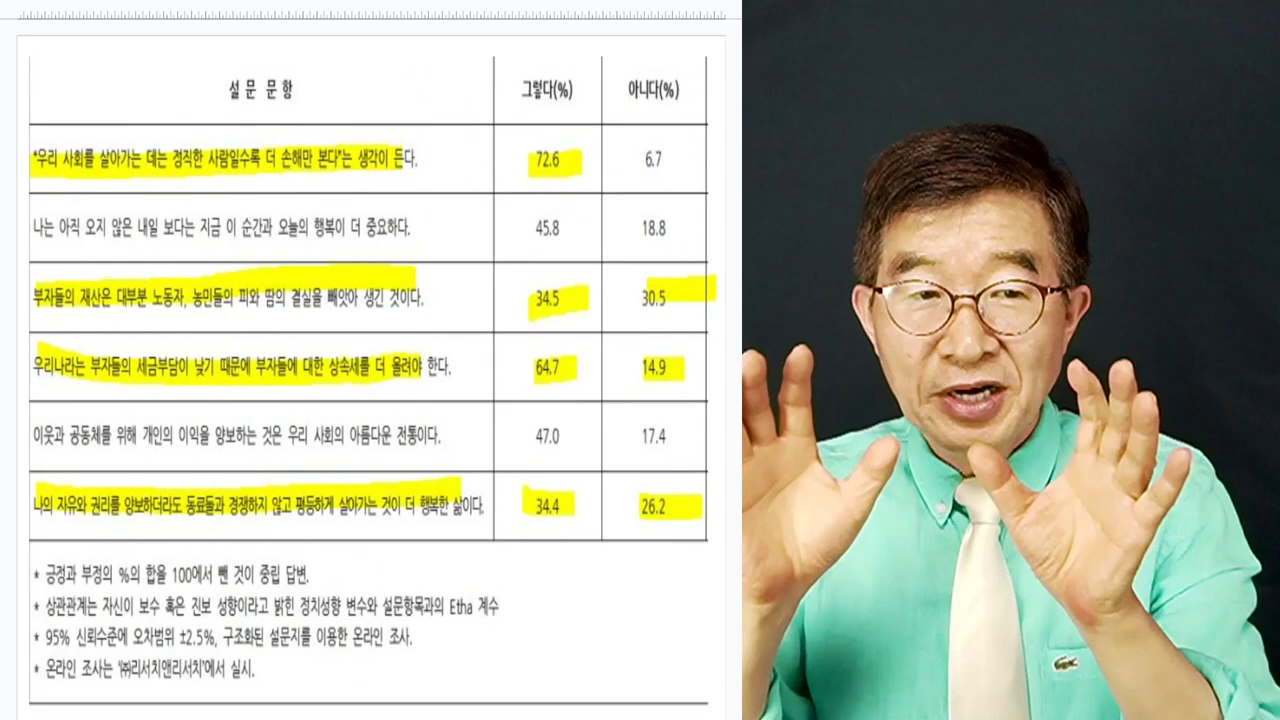 설 문 문 항 그렇다(%) 아니다(%)
"우리 사회를 살아가는 데는 정직한 사람일수록 더 손해만 본다"는 생각이 든다. 72.6 6.7
나는 아직 오지 않은 내일 보다는 지금 이 순간과 오늘의 행복이 더 중요하다. 45.8 18.8
부자들의 재산은 대부분 노동자, 농민들의 피와 땀의 결실을 빼앗아 생긴 것이다. 34.5 30.5
우리나라는 부자들의 세금부담이 낮기 때문에 부자들에 대한 상속세를 더 올려야 한다. 64.7 14.9
이웃과 공동체를 위해 개인의 이익을 양보하는 것은 우리 사회의 아름다운 전통이다. 47.0 17.4
나의 자유와 권리를 양보하더라도 동료들과 경쟁하지 않고 평등하게 살아가는 것이 더 행복한 삶이다. 34.4 26.2
* 긍정과 부정의 %의 합을 100에서 뺀 것이 중립 답변.
* 상관관계는 자신이 보수 혹은 진보 성향이라고 밝힌 정치성향 변수와 설문항목과의 Etha 계수
* 95% 신뢰수준에 오차범위 ±2.5%, 구조화된 설문지를 이용한 온라인 조사.
* 온라인 조사는 '㈜리서치앤리서치'에서 실시.